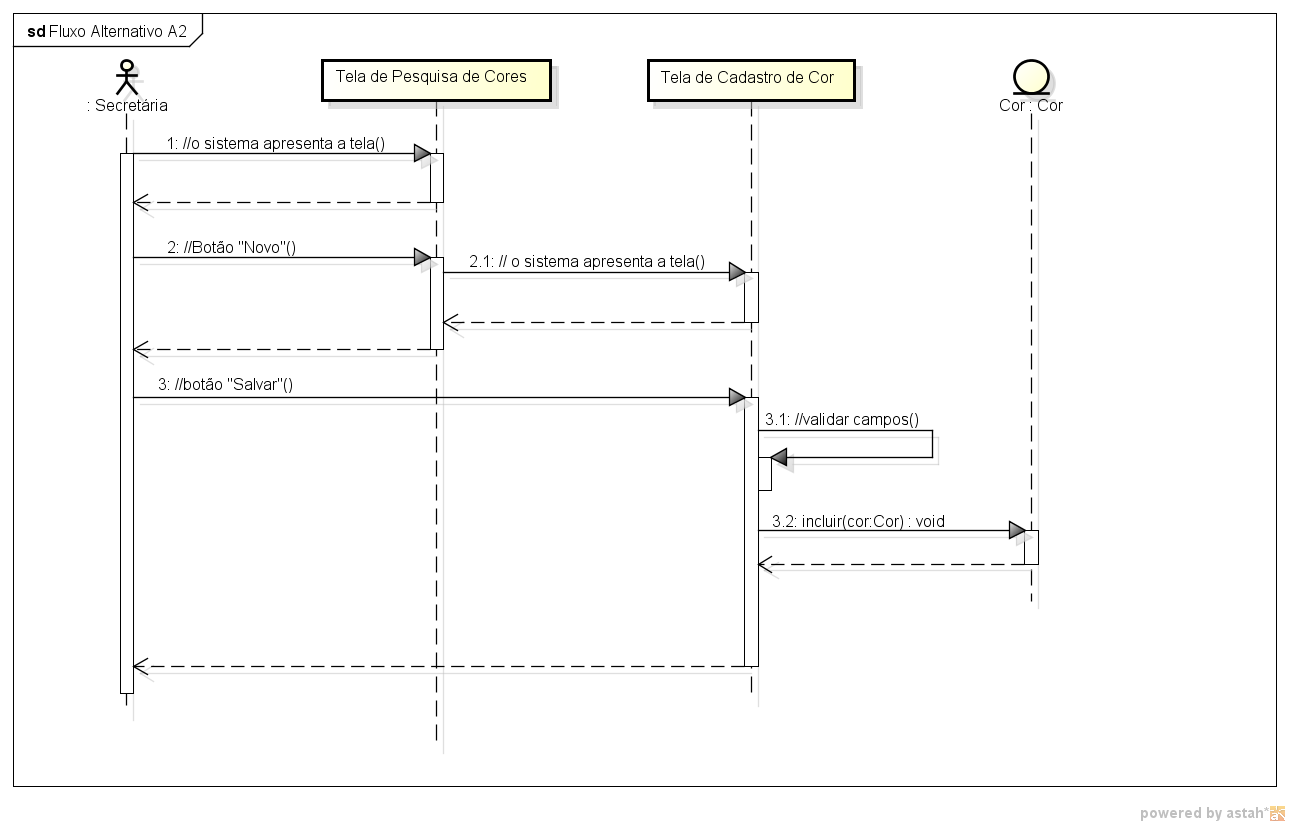 sd Fluxo Alternativo A2
Tela de Pesquisa de Cores
Tela de Cadastro de Cor
: Secretária
Cor : Cor
1: //o sistema apresenta a tela()
2: //Botão "Novo"()
2.1: // o sistema apresenta a tela()
3: //botão "Salvar"()
3.1: //validar campos()
3.2: incluir(cor:Cor) : void
powered by astah*